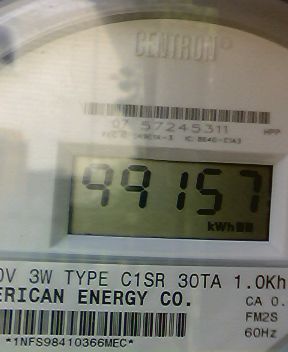 CENTRON®
07 57245311 HPP
99157
kWh
0V 3W TYPE C1SR 30TA 1.0Kh
ERICAN ENERGY CO. CA 0.
FM2S
*1NFS98410366MEC* 60Hz